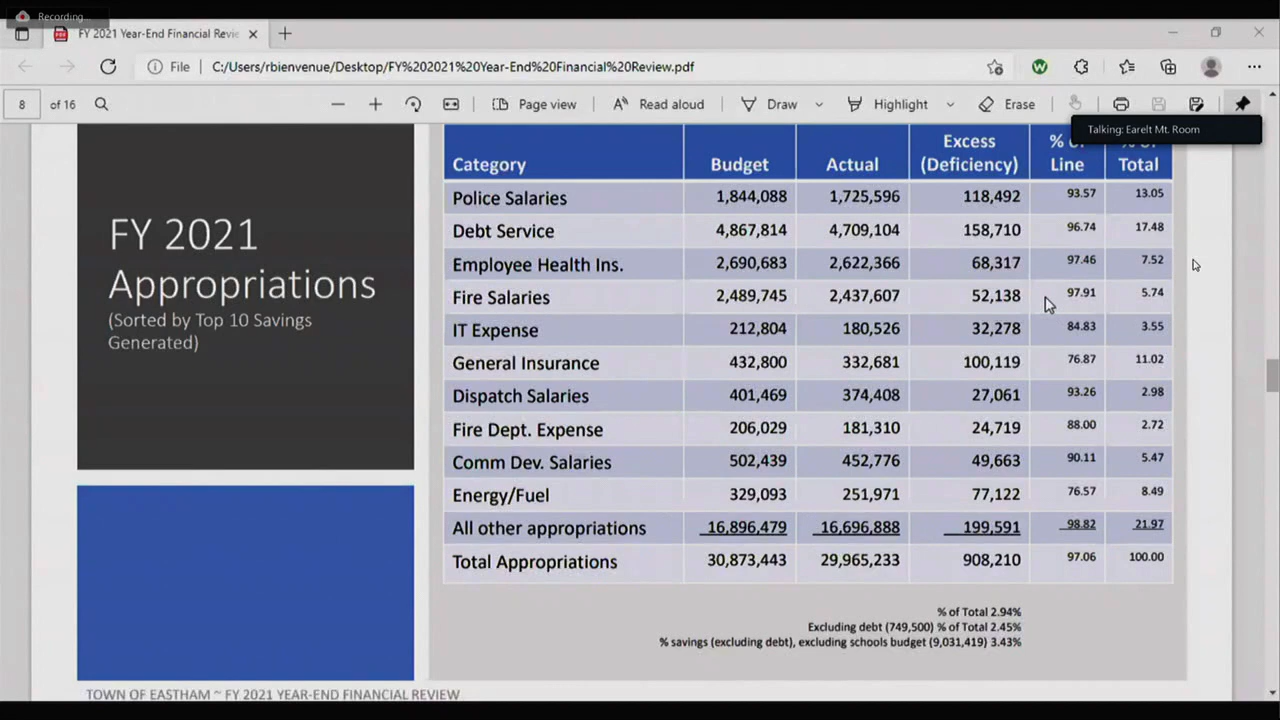 Recording...
FY 2021 Year-End Financial Revie
File C:/Users/rbienvenue/Desktop/FY%202021%20Year-End%20Financial%20Review.pdf
8 of 16 Page view Read aloud Draw Highlight Erase
Talking: Earelt Mt. Room
FY 2021
Appropriations
(Sorted by Top 10 Savings
Generated)
Category Budget Actual Excess (Deficiency) % of Line % of Total
Police Salaries 1,844,088 1,725,596 118,492 93.57 13.05
Debt Service 4,867,814 4,709,104 158,710 96.74 17.48
Employee Health Ins. 2,690,683 2,622,366 68,317 97.46 7.52
Fire Salaries 2,489,745 2,437,607 52,138 97.91 5.74
IT Expense 212,804 180,526 32,278 84.83 3.55
General Insurance 432,800 332,681 100,119 76.87 11.02
Dispatch Salaries 401,469 374,408 27,061 93.26 2.98
Fire Dept. Expense 206,029 181,310 24,719 88.00 2.72
Comm Dev. Salaries 502,439 452,776 49,663 90.11 5.47
Energy/Fuel 329,093 251,971 77,122 76.57 8.49
All other appropriations 16,896,479 16,696,888 199,591 98.82 21.97
Total Appropriations 30,873,443 29,965,233 908,210 97.06 100.00
% of Total 2.94%
Excluding debt (749,500) % of Total 2.45%
% savings (excluding debt), excluding schools budget (9,031,419) 3.43%
TOWN OF EASTHAM ~ FY 2021 YEAR-END FINANCIAL REVIEW